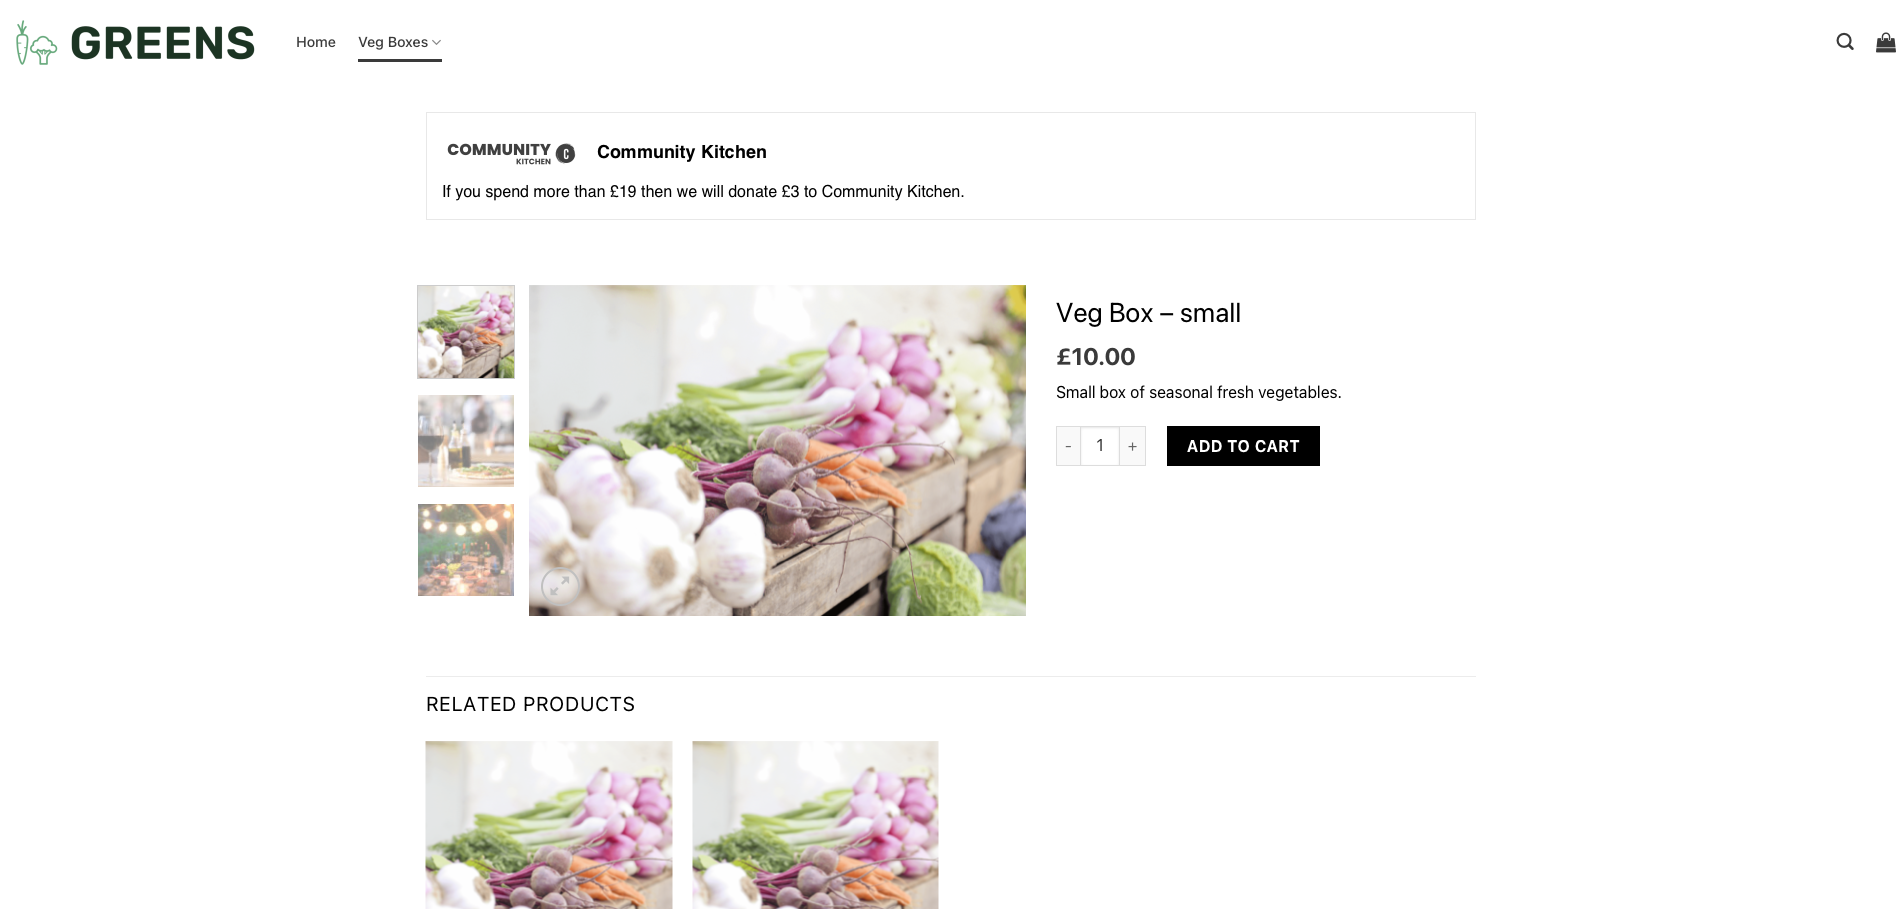 GREENS
Home
Veg Boxes
COMMUNITY
KITCHEN
C
Community Kitchen
If you spend more than £19 then we will donate £3 to Community Kitchen.
Veg Box – small
£10.00
Small box of seasonal fresh vegetables.
- 1 + ADD TO CART
RELATED PRODUCTS